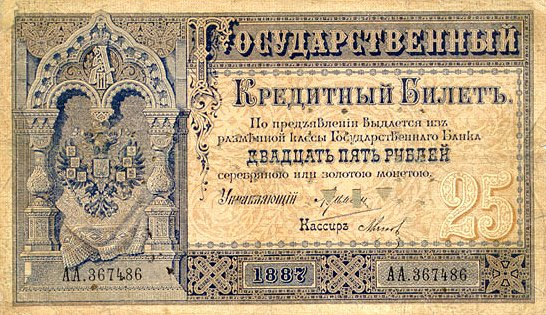 Государственный
Кредитный Билетъ.
По предъявленіи выдается изъ
размѣнной кассы Государственнаго Банка
ДВАДЦАТЬ ПЯТЬ РУБЛЕЙ
серебряною или золотою монетою.
Управляющій
Кассиръ
25
АА.367486
1887
АА.367486